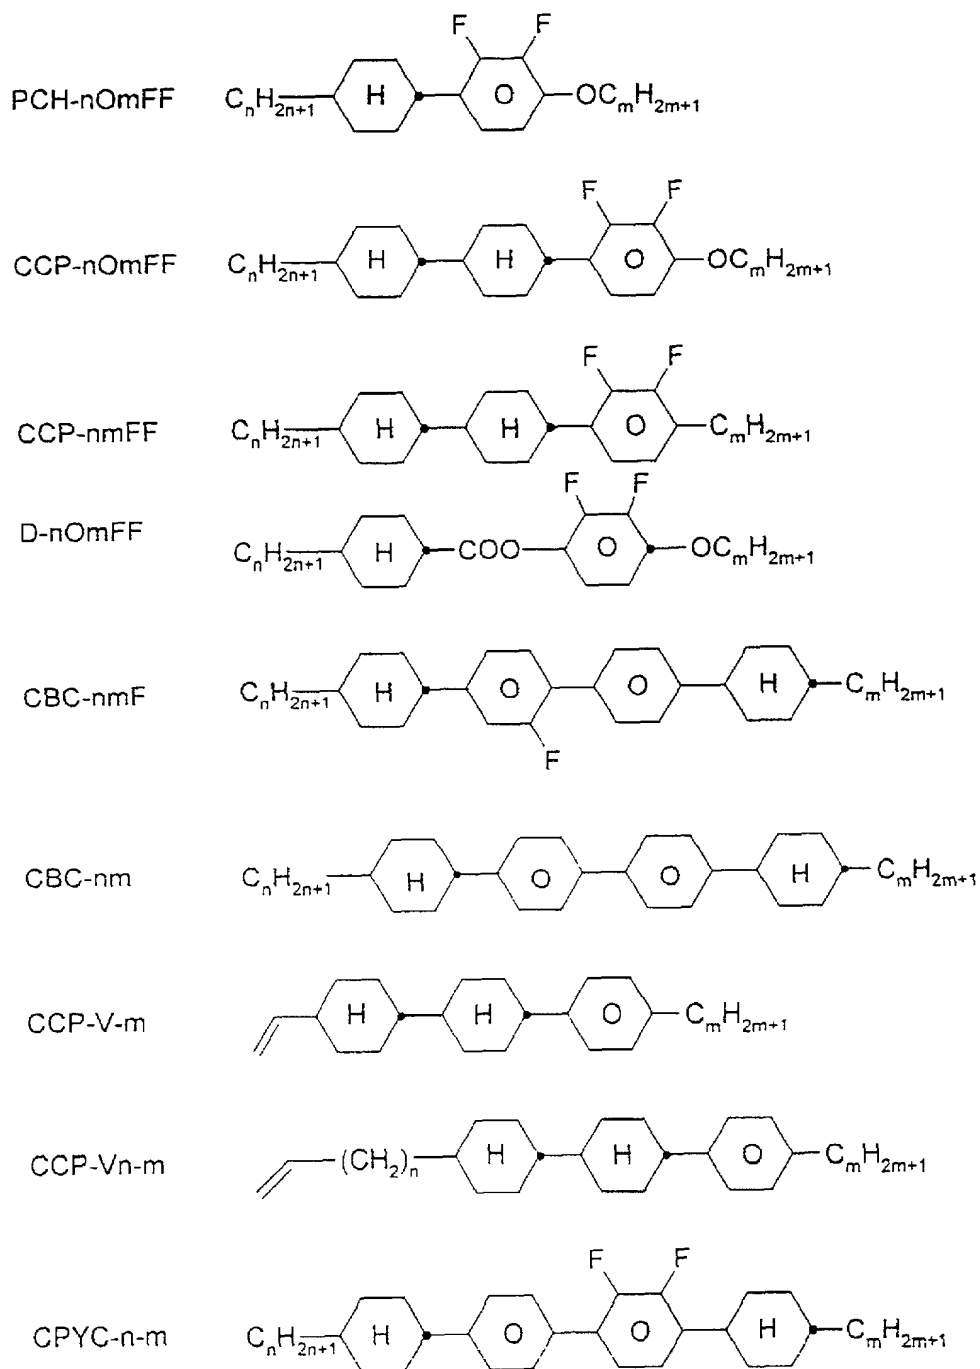 F F
PCH-nOmFF CₙH₂ₙ₊₁ H O OCₘH₂ₘ₊₁
F F
CCP-nOmFF CₙH₂ₙ₊₁ H H O OCₘH₂ₘ₊₁
F F
CCP-nmFF CₙH₂ₙ₊₁ H H O CₘH₂ₘ₊₁
F F
D-nOmFF CₙH₂ₙ₊₁ H COO O OCₘH₂ₘ₊₁
CBC-nmF CₙH₂ₙ₊₁ H O O H CₘH₂ₘ₊₁
F
CBC-nm CₙH₂ₙ₊₁ H O O H CₘH₂ₘ₊₁
CCP-V-m H H O CₘH₂ₘ₊₁
CCP-Vn-m (CH₂)ₙ H H O CₘH₂ₘ₊₁
F F
CPYC-n-m CₙH₂ₙ₊₁ H O O H CₘH₂ₘ₊₁